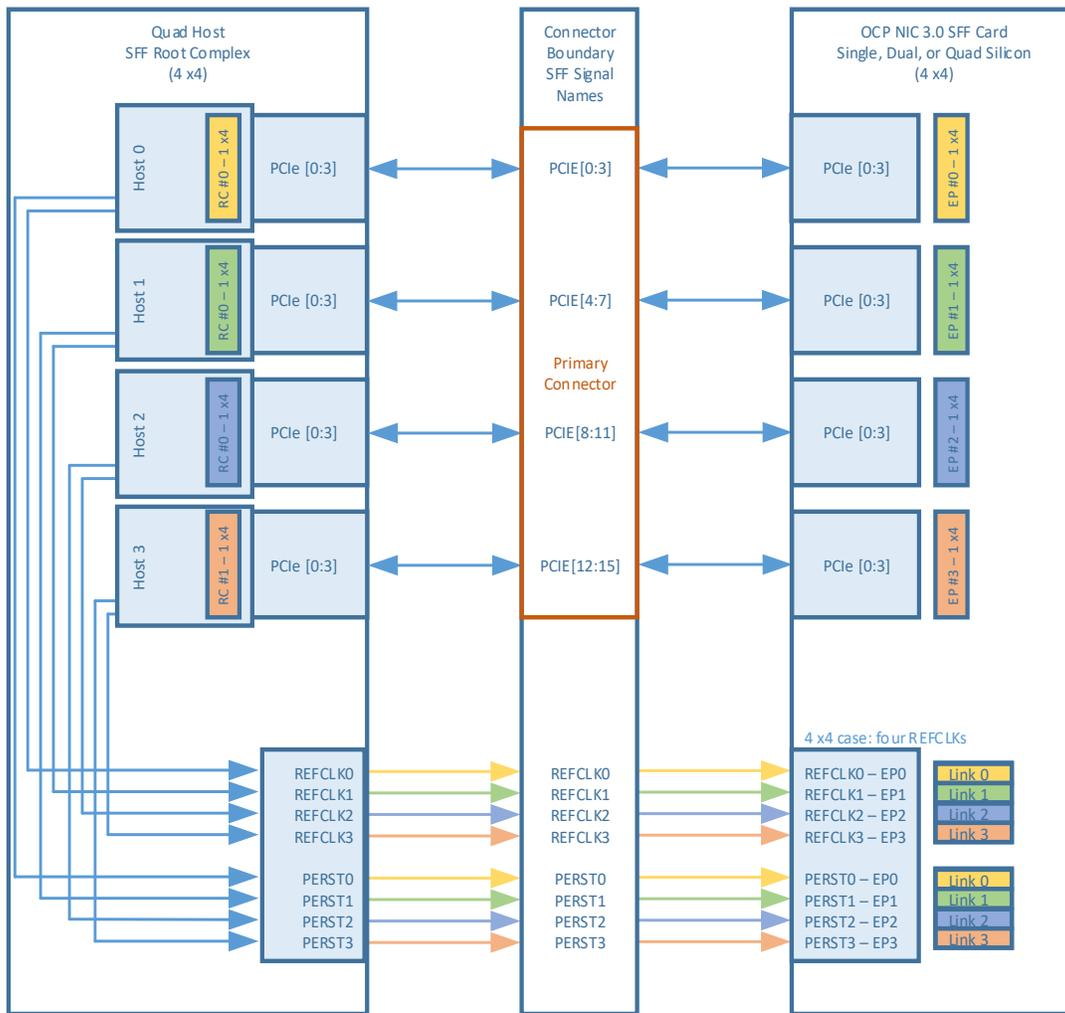 Quad Host
SFF Root Complex
(4 x4)
Connector
Boundary
SFF Signal
Names
OCP NIC 3.0 SFF Card
Single, Dual, or Quad Silicon
(4 x4)
Host 0
RC #0 – 1 x4
PCIe [0:3]
PCIE[0:3]
PCIe [0:3]
EP #0 – 1 x4
Host 1
RC #0 – 1 x4
PCIe [0:3]
PCIE[4:7]
PCIe [0:3]
EP #1 – 1 x4
Primary
Connector
Host 2
RC #0 – 1 x4
PCIe [0:3]
PCIE[8:11]
PCIe [0:3]
EP #2 – 1 x4
Host 3
RC #1 – 1 x4
PCIe [0:3]
PCIE[12:15]
PCIe [0:3]
EP #3 – 1 x4
4 x4 case: four REFCLKs
REFCLK0
REFCLK0
REFCLK0 – EP0
Link 0
REFCLK1
REFCLK1
REFCLK1 – EP1
Link 1
REFCLK2
REFCLK2
REFCLK2 – EP2
Link 2
REFCLK3
REFCLK3
REFCLK3 – EP3
Link 3
PERST0
PERST0
PERST0 – EP0
Link 0
PERST1
PERST1
PERST1 – EP1
Link 1
PERST2
PERST2
PERST2 – EP2
Link 2
PERST3
PERST3
PERST3 – EP3
Link 3